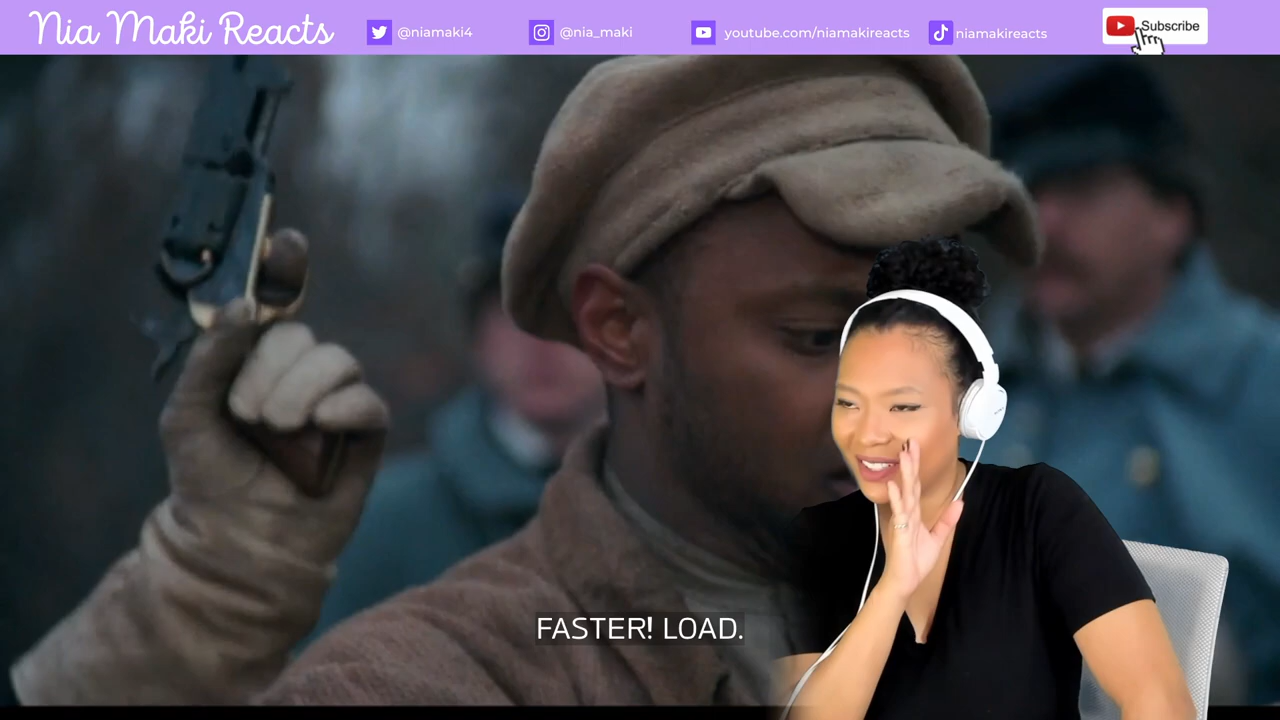 Nia Maki Reacts
@niamaki4
@nia_maki
youtube.com/niamakireacts
niamakireacts
Subscribe
FASTER! LOAD.